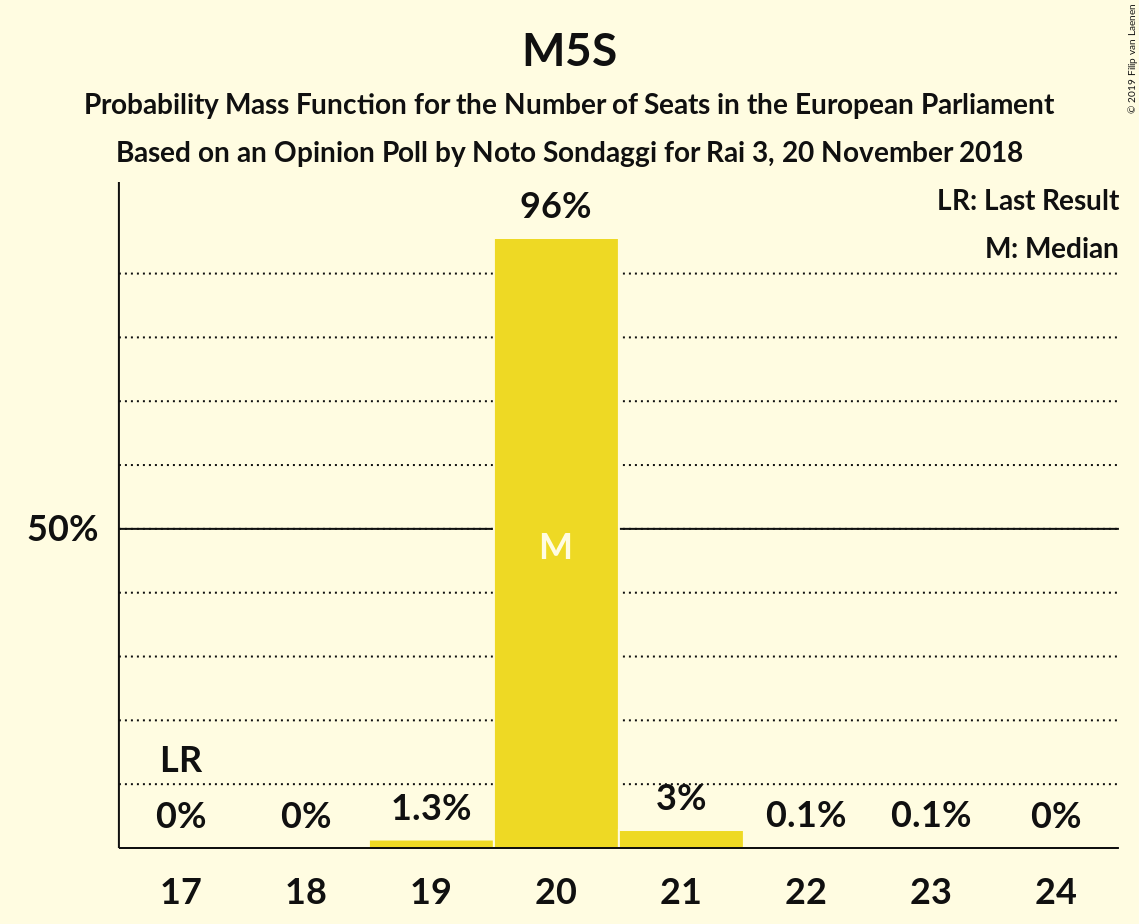 © 2019 Filip van Laenen
M5S
Probability Mass Function for the Number of Seats in the European Parliament
Based on an Opinion Poll by Noto Sondaggi for Rai 3, 20 November 2018
LR: Last Result
M: Median
96%
50%
M
LR
0% 0% 1.3% 3% 0.1% 0.1% 0%
17 18 19 20 21 22 23 24